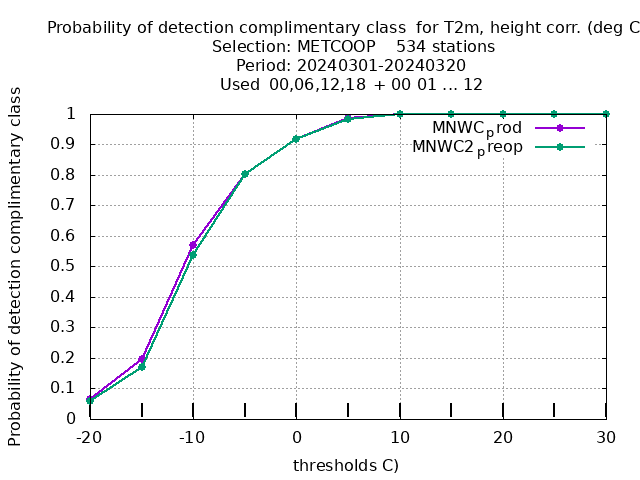 Probability of detection complimentary class for T2m, height corr. (deg C
Selection: METCOOP 534 stations
Period: 20240301-20240320
Used 00,06,12,18 + 00 01 ... 12
Probability of detection complimentary class
1
0.9
0.8
0.7
0.6
0.5
0.4
0.3
0.2
0.1
0
MNWCprod
MNWC2preop
-20 -10 0 10 20 30
thresholds C)